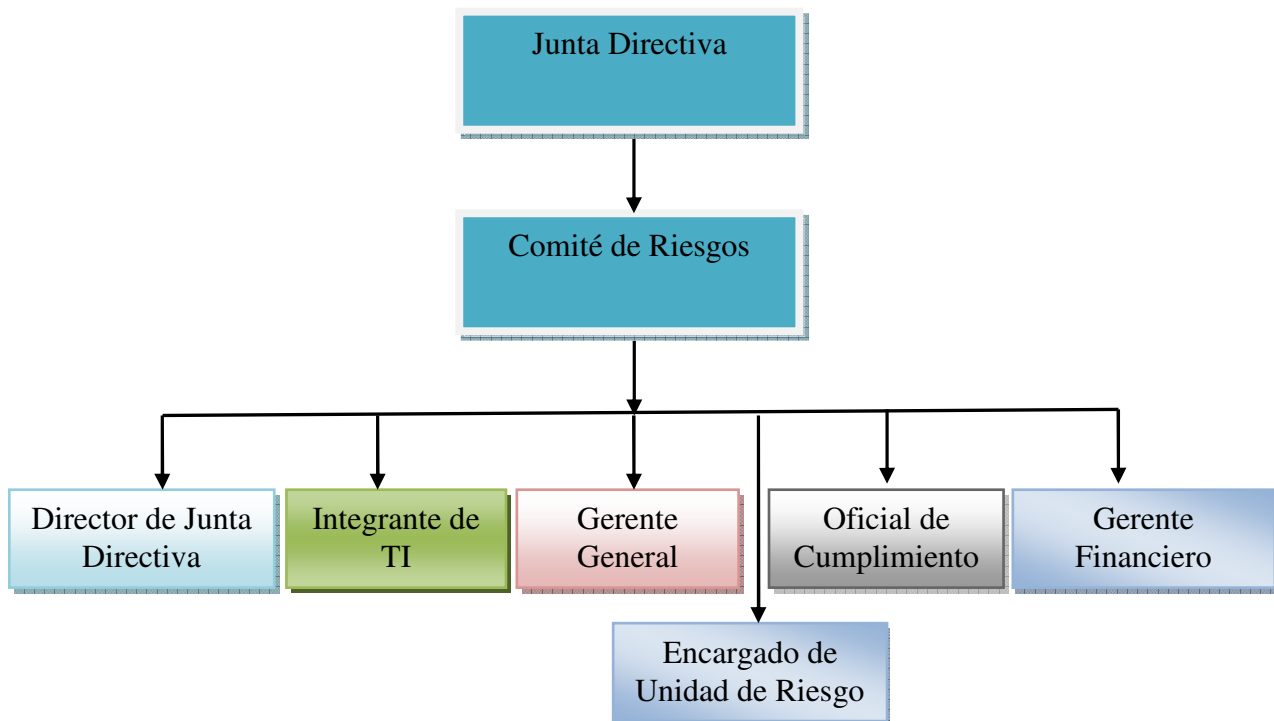 Junta Directiva
Comité de Riesgos
Director de Junta
Directiva
Integrante de
TI
Gerente
General
Oficial de
Cumplimiento
Gerente
Financiero
Encargado de
Unidad de Riesgo